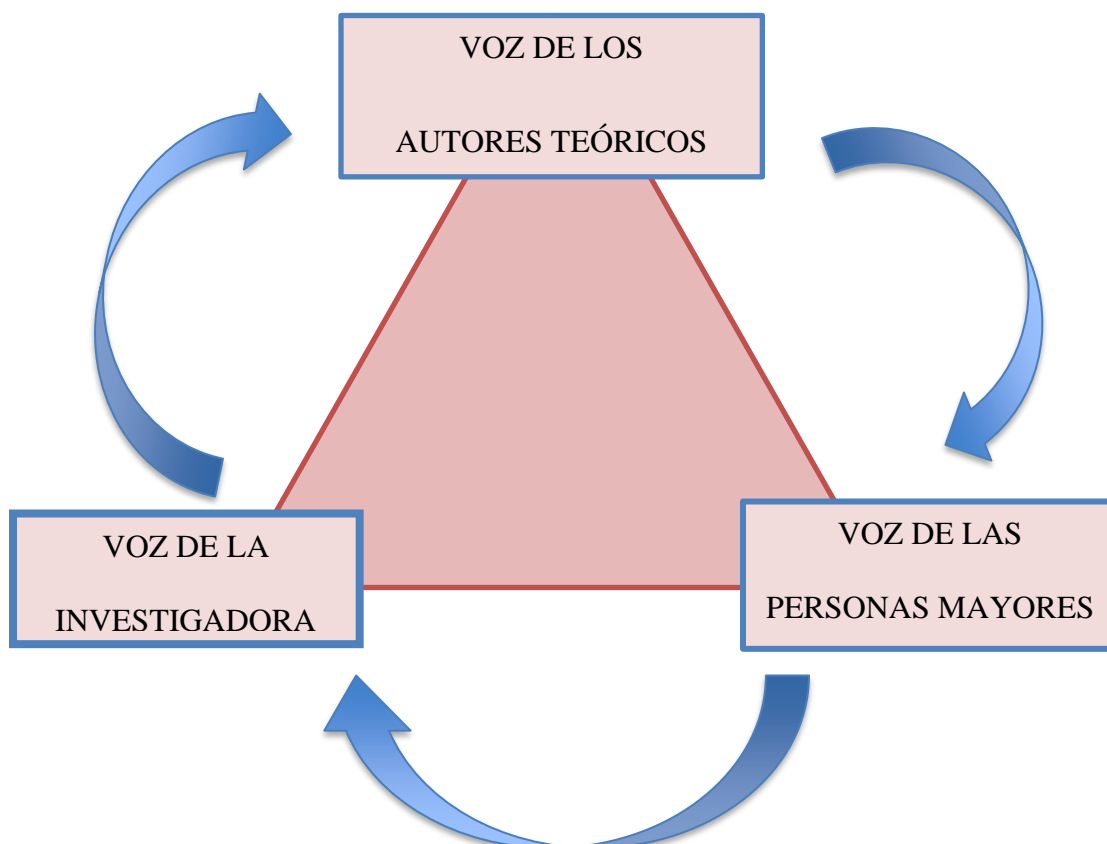 VOZ DE LOS
AUTORES TEÓRICOS
VOZ DE LA
INVESTIGADORA
VOZ DE LAS
PERSONAS MAYORES